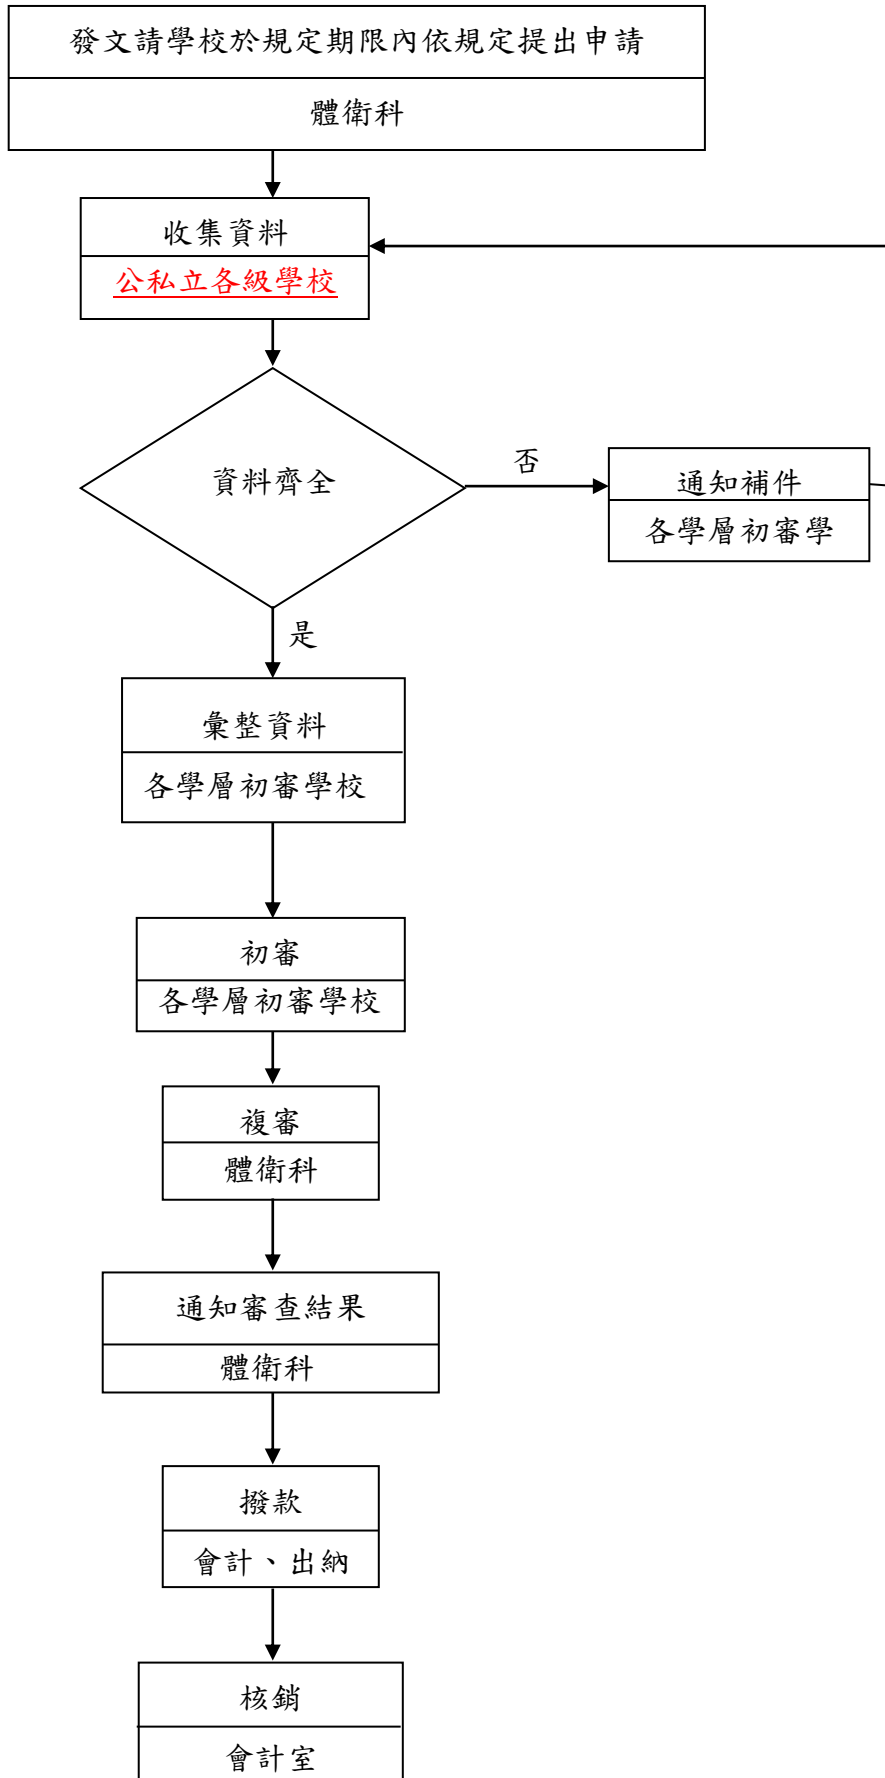 發文請學校於規定期限內依規定提出申請
體衛科
收集資料
公私立各級學校
資料齊全
否
通知補件
各學層初審學
是
彙整資料
各學層初審學校
初審
各學層初審學校
複審
體衛科
通知審查結果
體衛科
撥款
會計、出納
核銷
會計室